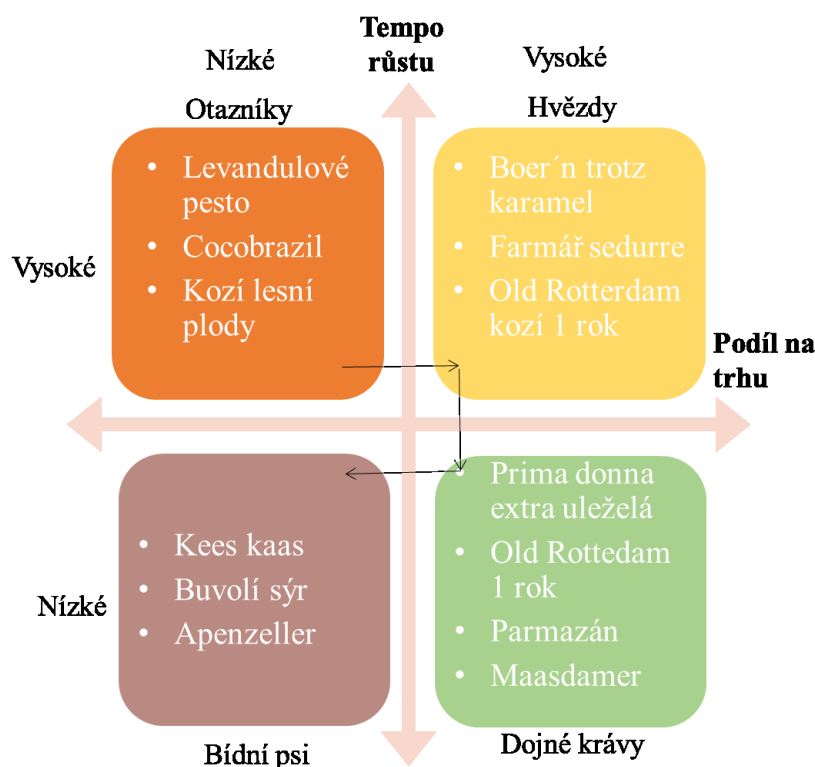 Tempo
růstu
Nízké
Vysoké
Otazníky
Hvězdy
• Levandulové
pesto
• Cocobrazil
• Kozí lesní
plody
• Boer´n trotz
karamel
• Farmář sedurre
• Old Rotterdam
kozí 1 rok
Vysoké
Podíl na
trhu
• Kees kaas
• Buvolí sýr
• Apenzeller
• Prima donna
extra uleželá
• Old Rottedam
1 rok
• Parmazán
• Maasdamer
Nízké
Bídní psi
Dojné krávy